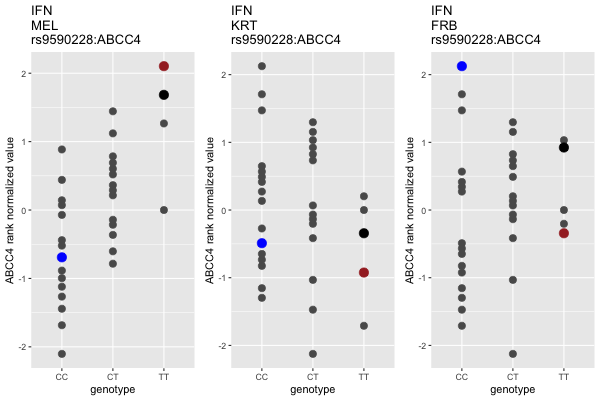 IFN
MEL
rs9590228:ABCC4
ABCC4 rank normalized value
2
1
0
-1
-2
CC
CT
TT
genotype
IFN
KRT
rs9590228:ABCC4
ABCC4 rank normalized value
2
1
0
-1
-2
CC
CT
TT
genotype
IFN
FRB
rs9590228:ABCC4
ABCC4 rank normalized value
2
1
0
-1
-2
CC
CT
TT
genotype